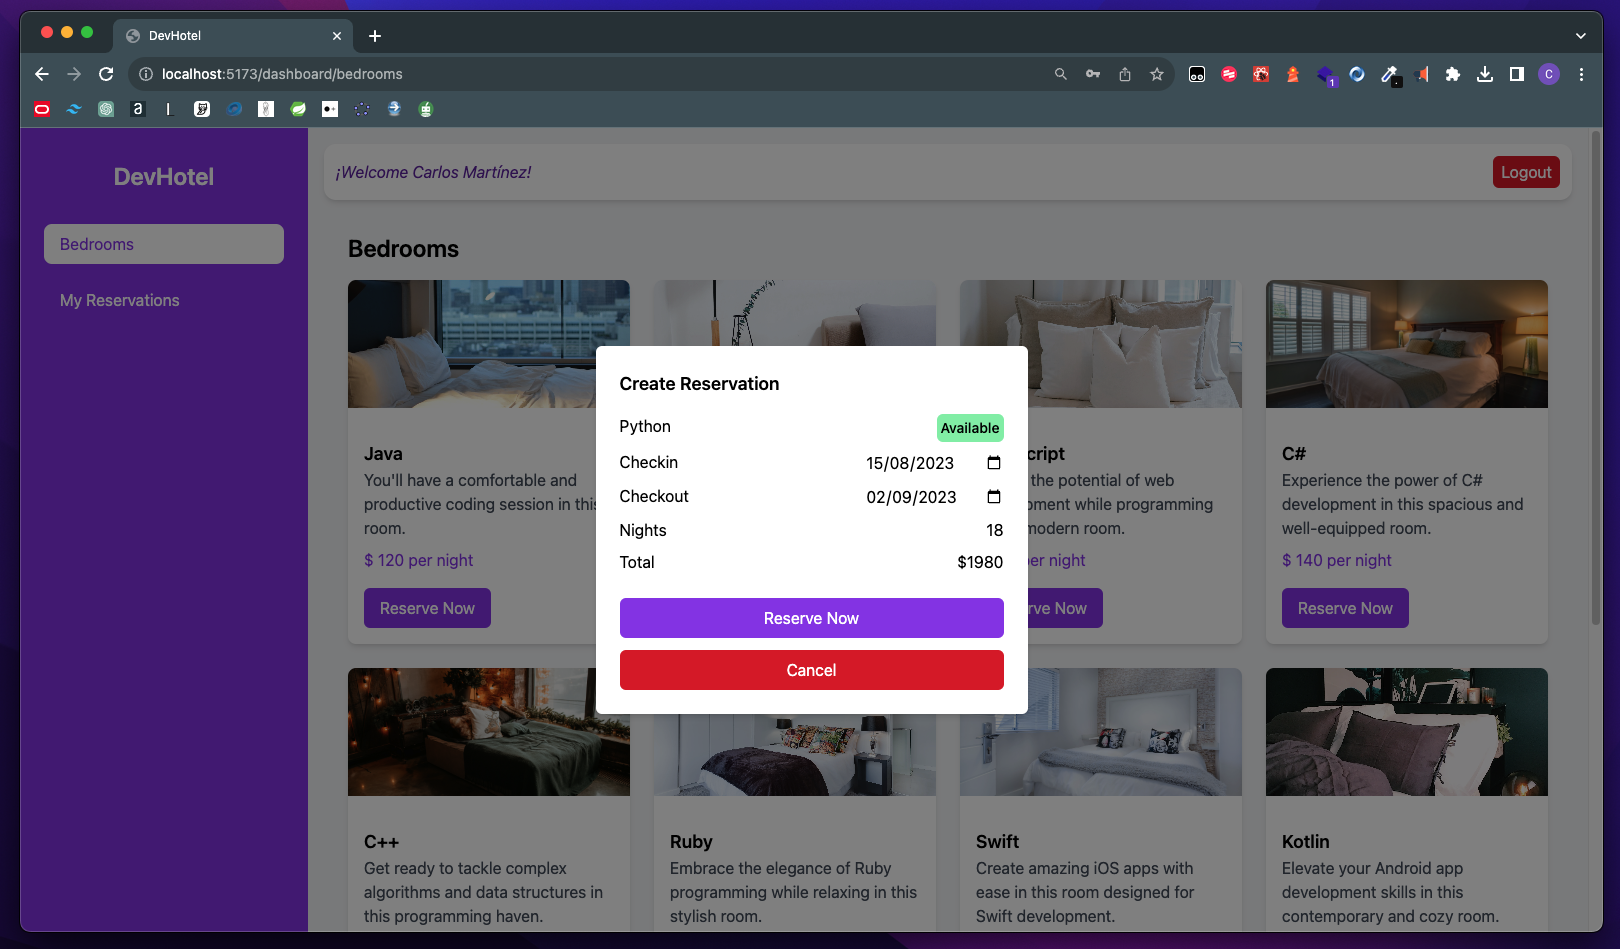 DevHotel
localhost:5173/dashboard/bedrooms
1
C
a
L
DevHotel
Bedrooms
My Reservations
¡Welcome Carlos Martínez!
Logout
Bedrooms
Java
You'll have a comfortable and
productive coding session in this
room.
$ 120 per night
Reserve Now
Create Reservation
Python
Available
Checkin
15/08/2023
Checkout
02/09/2023
Nights
18
Total
$1980
Reserve Now
Cancel
cript
the potential of web
ment while programming
modern room.
er night
rve Now
C#
Experience the power of C#
development in this spacious and
well-equipped room.
$ 140 per night
Reserve Now
C++
Get ready to tackle complex
algorithms and data structures in
this programming haven.
Ruby
Embrace the elegance of Ruby
programming while relaxing in this
stylish room.
Swift
Create amazing iOS apps with
ease in this room designed for
Swift development.
Kotlin
Elevate your Android app
development skills in this
contemporary and cozy room.